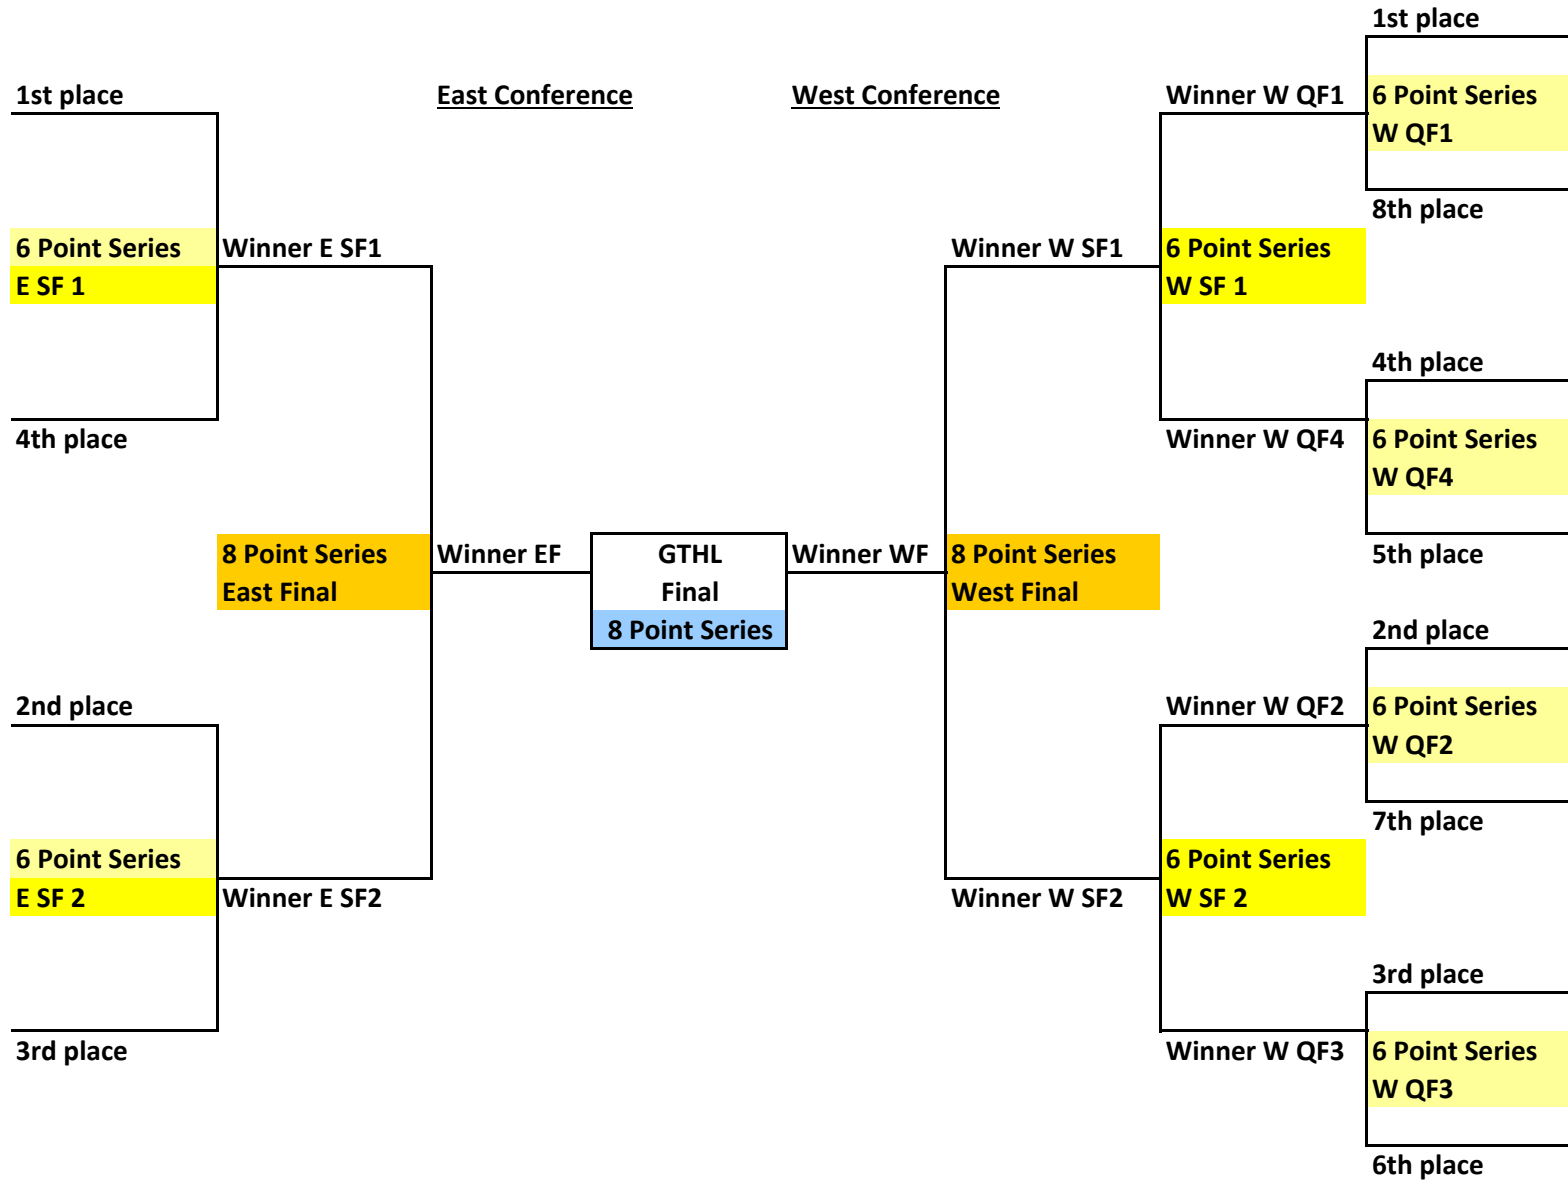 1st place
1st place
East Conference
West Conference
Winner W QF1
6 Point Series
W QF1
8th place
6 Point Series
E SF 1
Winner E SF1
Winner W SF1
6 Point Series
W SF 1
4th place
4th place
Winner W QF4
6 Point Series
W QF4
8 Point Series
East Final
Winner EF
GTHL
Final
8 Point Series
Winner WF
8 Point Series
West Final
5th place
2nd place
2nd place
Winner W QF2
6 Point Series
W QF2
7th place
6 Point Series
E SF 2
Winner E SF2
Winner W SF2
6 Point Series
W SF 2
3rd place
3rd place
Winner W QF3
6 Point Series
W QF3
6th place